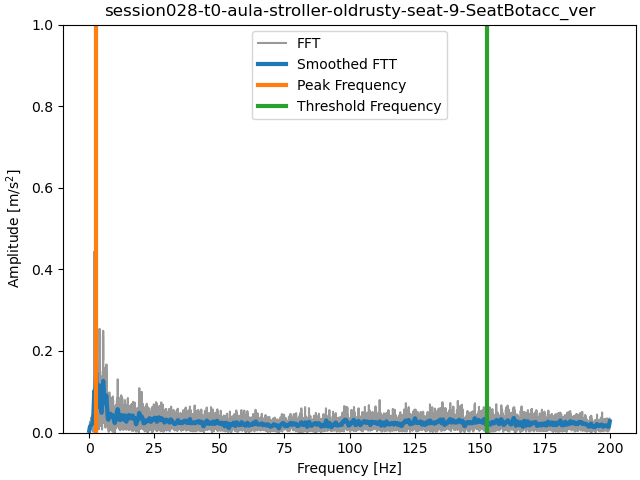 session028-t0-aula-stroller-oldrusty-seat-9-SeatBotacc_ver
FFT
Smoothed FTT
Peak Frequency
Threshold Frequency
Amplitude [m/s²]
1.0
0.8
0.6
0.4
0.2
0.0
0 25 50 75 100 125 150 175 200
Frequency [Hz]